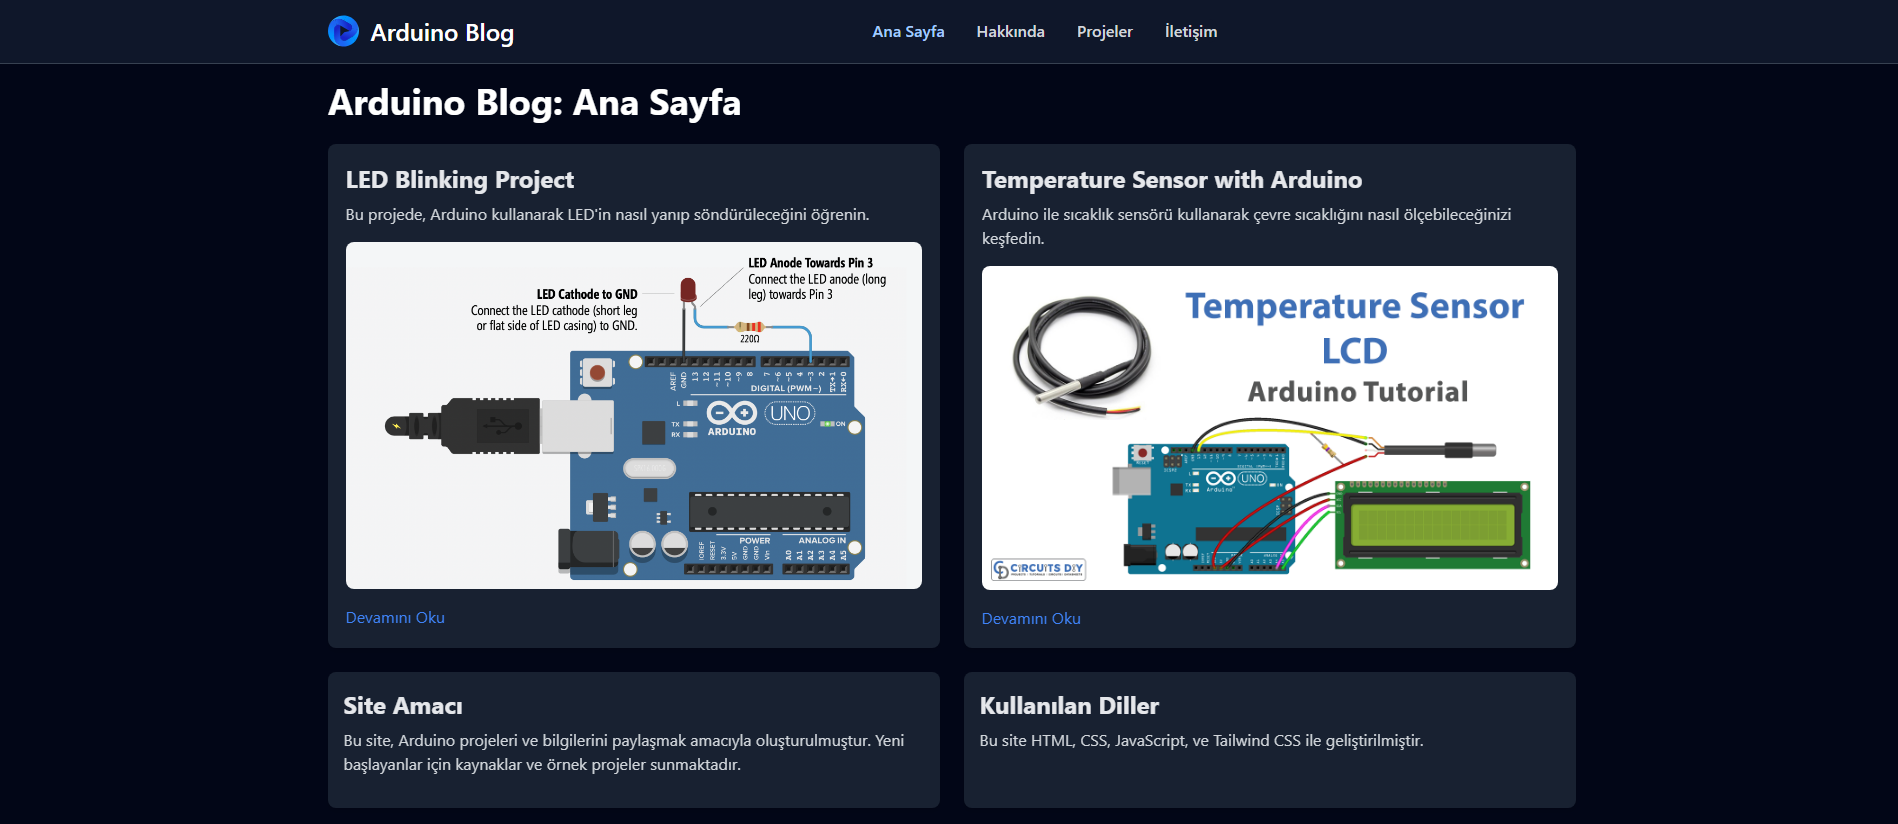 Arduino Blog
Ana Sayfa
Hakkında
Projeler
İletişim
Arduino Blog: Ana Sayfa
LED Blinking Project
Bu projede, Arduino kullanarak LED'in nasıl yanıp söndürüleceğini öğrenin.
LED Anode Towards Pin 3
Connect the LED anode (long
leg) towards Pin 3
LED Cathode to GND
Connect the LED cathode (short leg
or flat side of LED casing) to GND.
220Ω
AREF
GND
13
12
~11
~10
~9
8
7
~6
~5
4
~3
2
TX→1
RX←0
DIGITAL (PWM~)
L
TX
RX
ARDUINO
UNO
ON
POWER
ANALOG IN
IOREF
RESET
3.3V
5V
GND
GND
Vin
A0
A1
A2
A3
A4
A5
Devamını Oku
Temperature Sensor with Arduino
Arduino ile sıcaklık sensörü kullanarak çevre sıcaklığını nasıl ölçebileceğinizi
keşfedin.
Temperature Sensor
LCD
Arduino Tutorial
UNO
Arduino
CIRCUITS DIY
Devamını Oku
Site Amacı
Bu site, Arduino projeleri ve bilgilerini paylaşmak amacıyla oluşturulmuştur. Yeni
başlayanlar için kaynaklar ve örnek projeler sunmaktadır.
Kullanılan Diller
Bu site HTML, CSS, JavaScript, ve Tailwind CSS ile geliştirilmiştir.